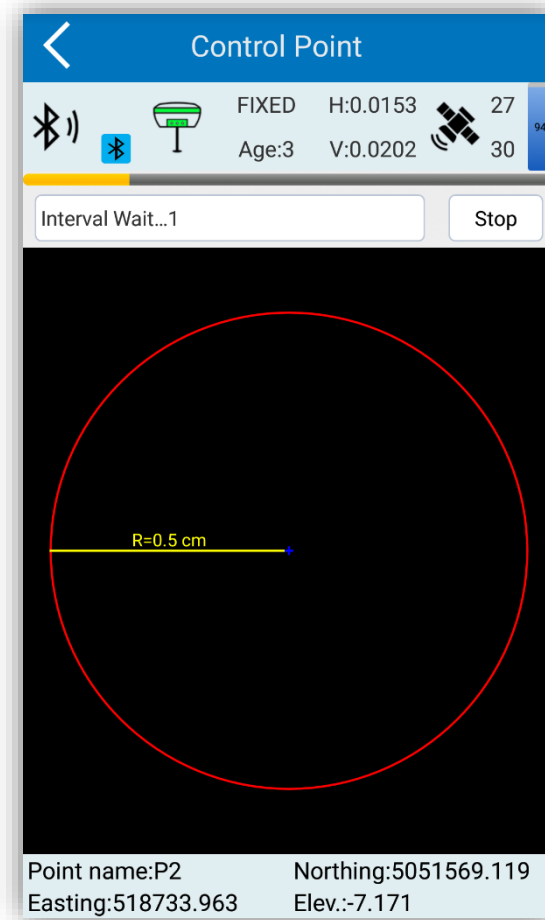 Control Point
FIXED H:0.0153 27
94
Age:3 V:0.0202 30
Interval Wait...1 Stop
R=0.5 cm
Point name:P2 Northing:5051569.119
Easting:518733.963 Elev.:-7.171